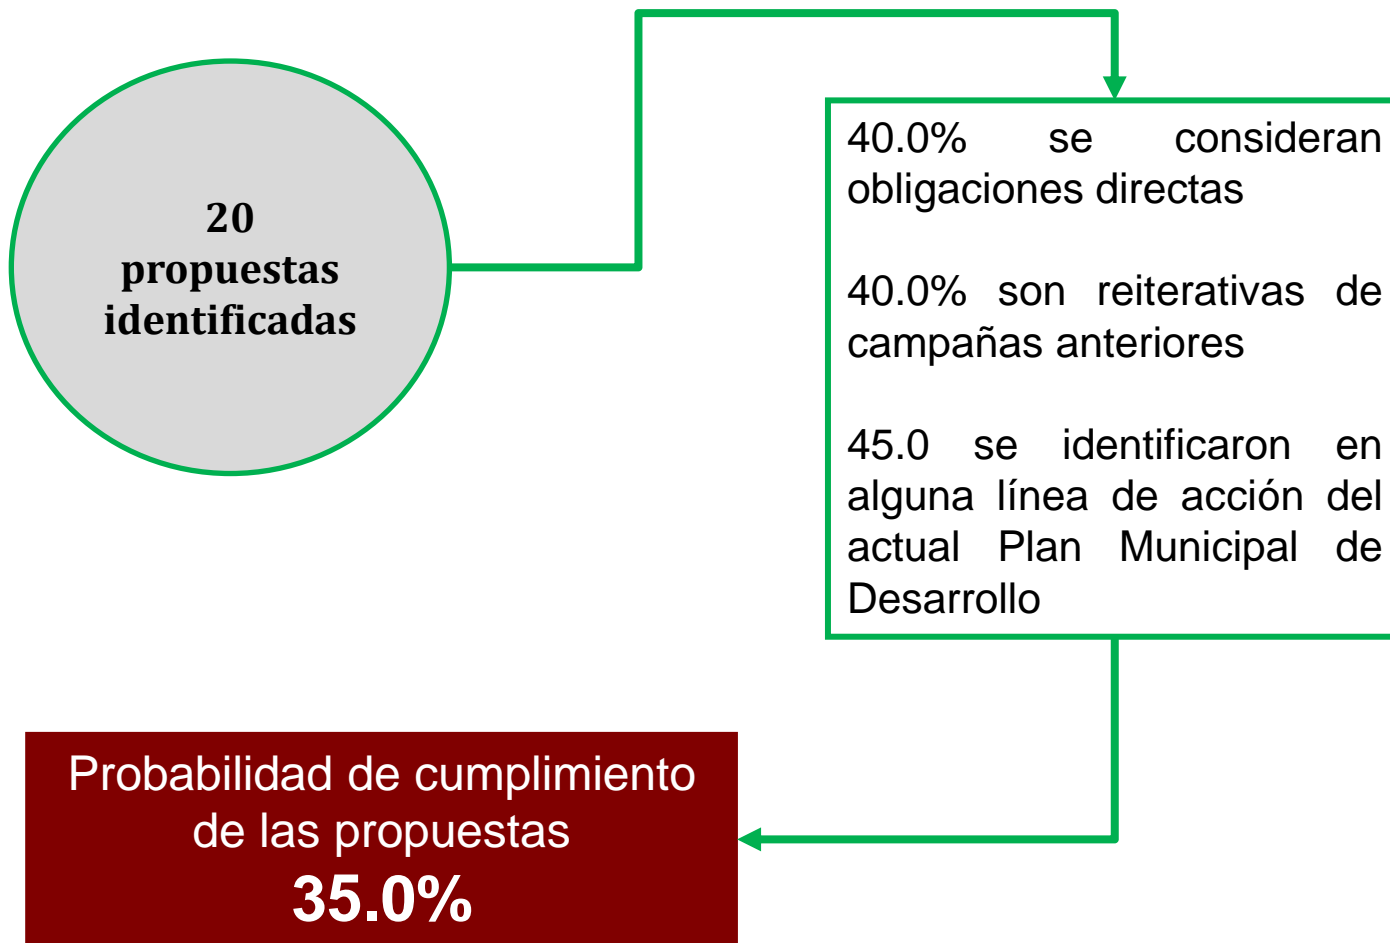 20
propuestas
identificadas
40.0% se consideran
obligaciones directas
40.0% son reiterativas de
campañas anteriores
45.0 se identificaron en
alguna línea de acción del
actual Plan Municipal de
Desarrollo
Probabilidad de cumplimiento
de las propuestas
35.0%